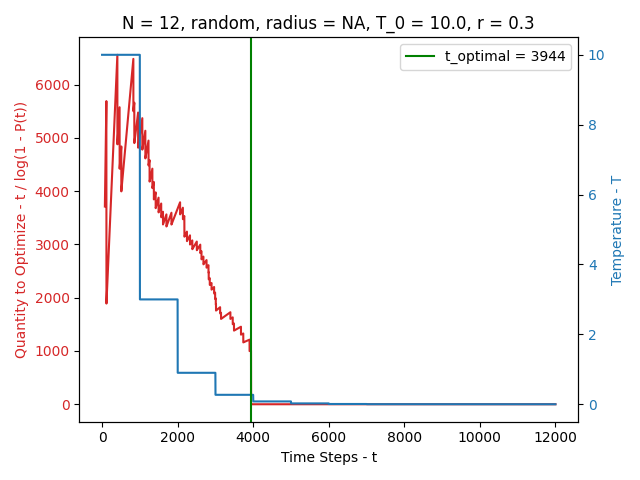 N = 12, random, radius = NA, T_0 = 10.0, r = 0.3
t_optimal = 3944
Quantity to Optimize - t / log(1 - P(t))
6000
5000
4000
3000
2000
1000
0
10
8
6
4
2
0
Temperature - T
0 2000 4000 6000 8000 10000 12000
Time Steps - t